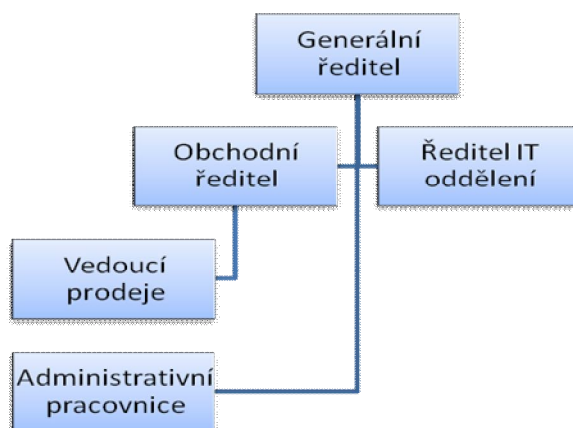 Generální
ředitel
Obchodní
ředitel
Ředitel IT
oddělení
Vedoucí
prodeje
Administrativní
pracovnice